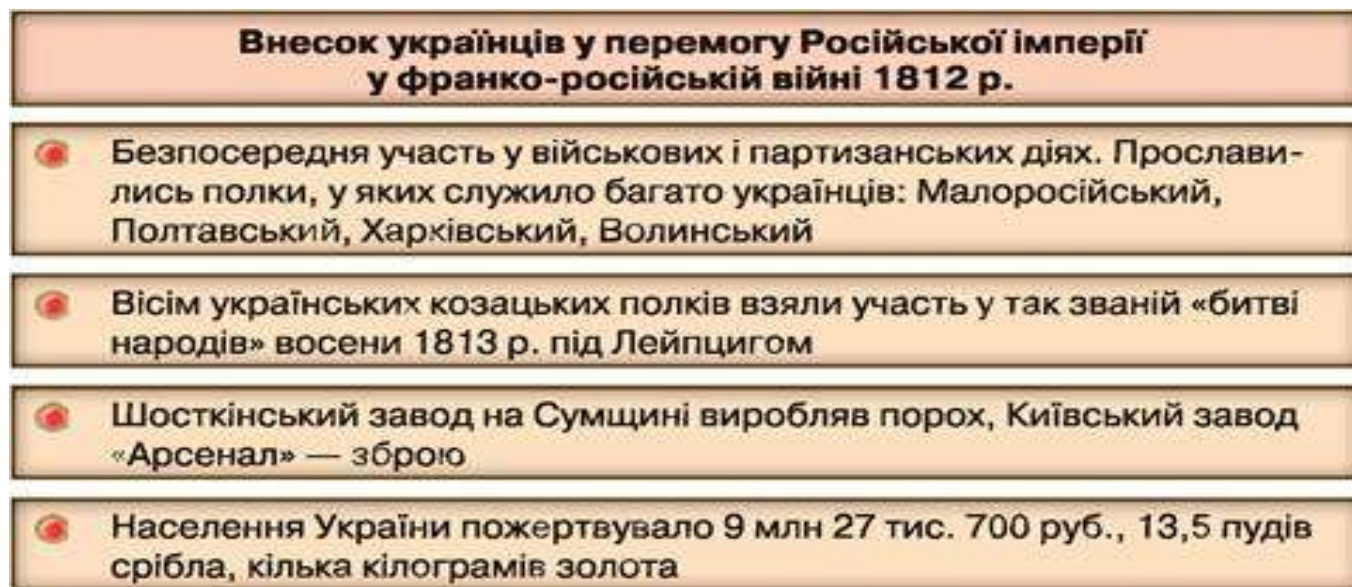 Внесок українців у перемогу Російської імперії
у франко-російській війні 1812 р.
Безпосередня участь у військових і партизанських діях. Прослави-
лись полки, у яких служило багато українців: Малоросійський,
Полтавський, Харківський, Волинський
Вісім українських козацьких полків взяли участь у так званій «битві
народів» восени 1813 р. під Лейпцигом
Шосткінський завод на Сумщині виробляв порох, Київський завод
«Арсенал» — зброю
Населення України пожертвувало 9 млн 27 тис. 700 руб., 13,5 пудів
срібла, кілька кілограмів золота